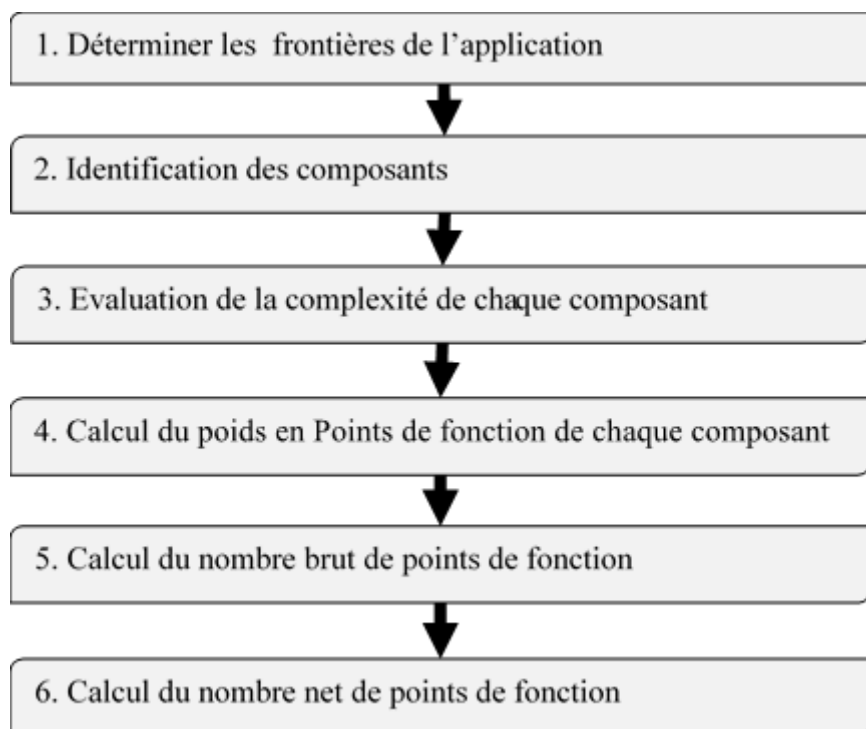 1. Déterminer les frontières de l’application
2. Identification des composants
3. Evaluation de la complexité de chaque composant
4. Calcul du poids en Points de fonction de chaque composant
5. Calcul du nombre brut de points de fonction
6. Calcul du nombre net de points de fonction